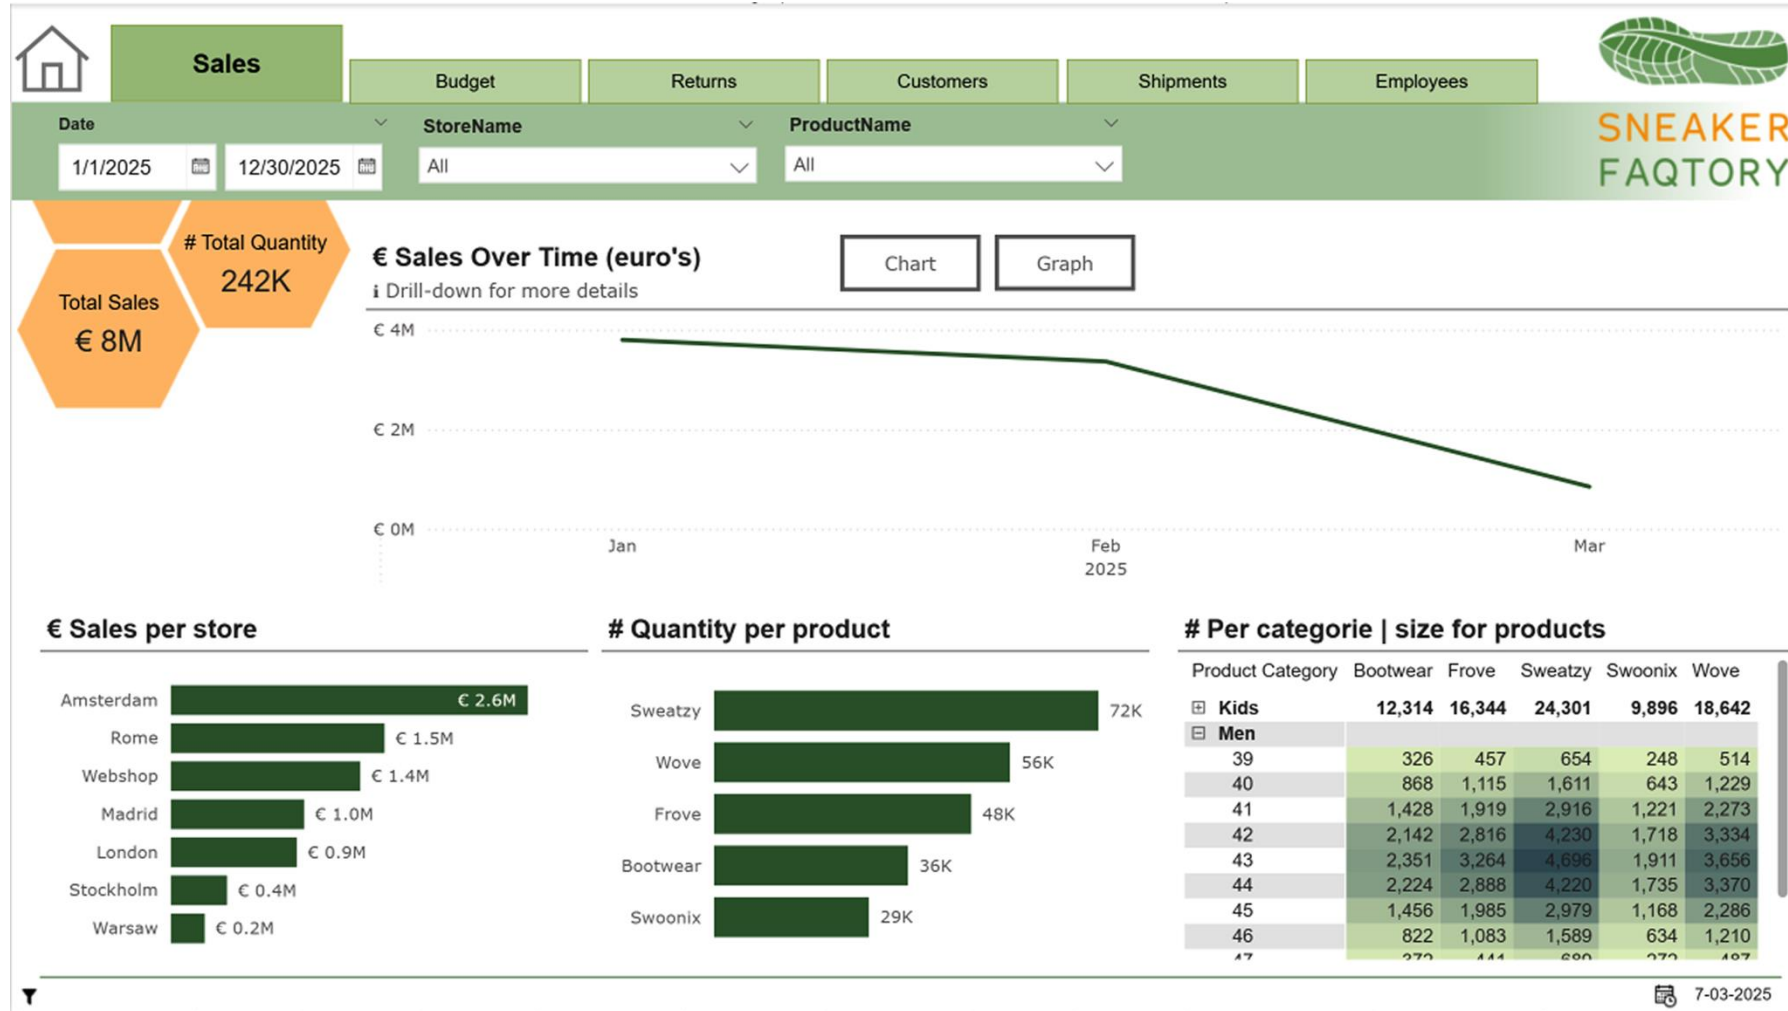 Sales
Budget
Returns
Customers
Shipments
Employees
SNEAKER
FAQTORY
Date
1/1/2025
12/30/2025
StoreName
All
ProductName
All
# Total Quantity
242K
Total Sales
€ 8M
€ Sales Over Time (euro's)
i Drill-down for more details
Chart
Graph
€ 4M
€ 2M
€ 0M
Jan
Feb
Mar
2025
€ Sales per store
Amsterdam € 2.6M
Rome € 1.5M
Webshop € 1.4M
Madrid € 1.0M
London € 0.9M
Stockholm € 0.4M
Warsaw € 0.2M
# Quantity per product
Sweatzy 72K
Wove 56K
Frove 48K
Bootwear 36K
Swoonix 29K
# Per categorie | size for products
Product Category Bootwear Frove Sweatzy Swoonix Wove
Kids 12,314 16,344 24,301 9,896 18,642
Men
39 326 457 654 248 514
40 868 1,115 1,611 643 1,229
41 1,428 1,919 2,916 1,221 2,273
42 2,142 2,816 4,230 1,718 3,334
43 2,351 3,264 4,696 1,911 3,656
44 2,224 2,888 4,220 1,735 3,370
45 1,456 1,985 2,979 1,168 2,286
46 822 1,083 1,589 634 1,210
7-03-2025